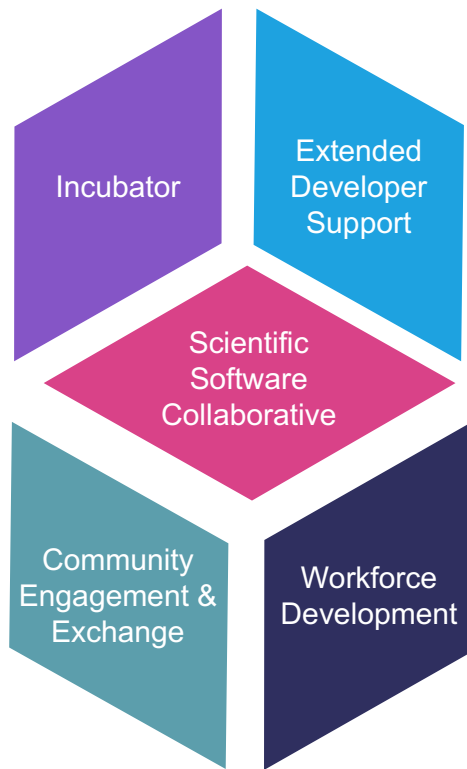 Incubator
Extended
Developer
Support
Scientific
Software
Collaborative
Community
Engagement &
Exchange
Workforce
Development